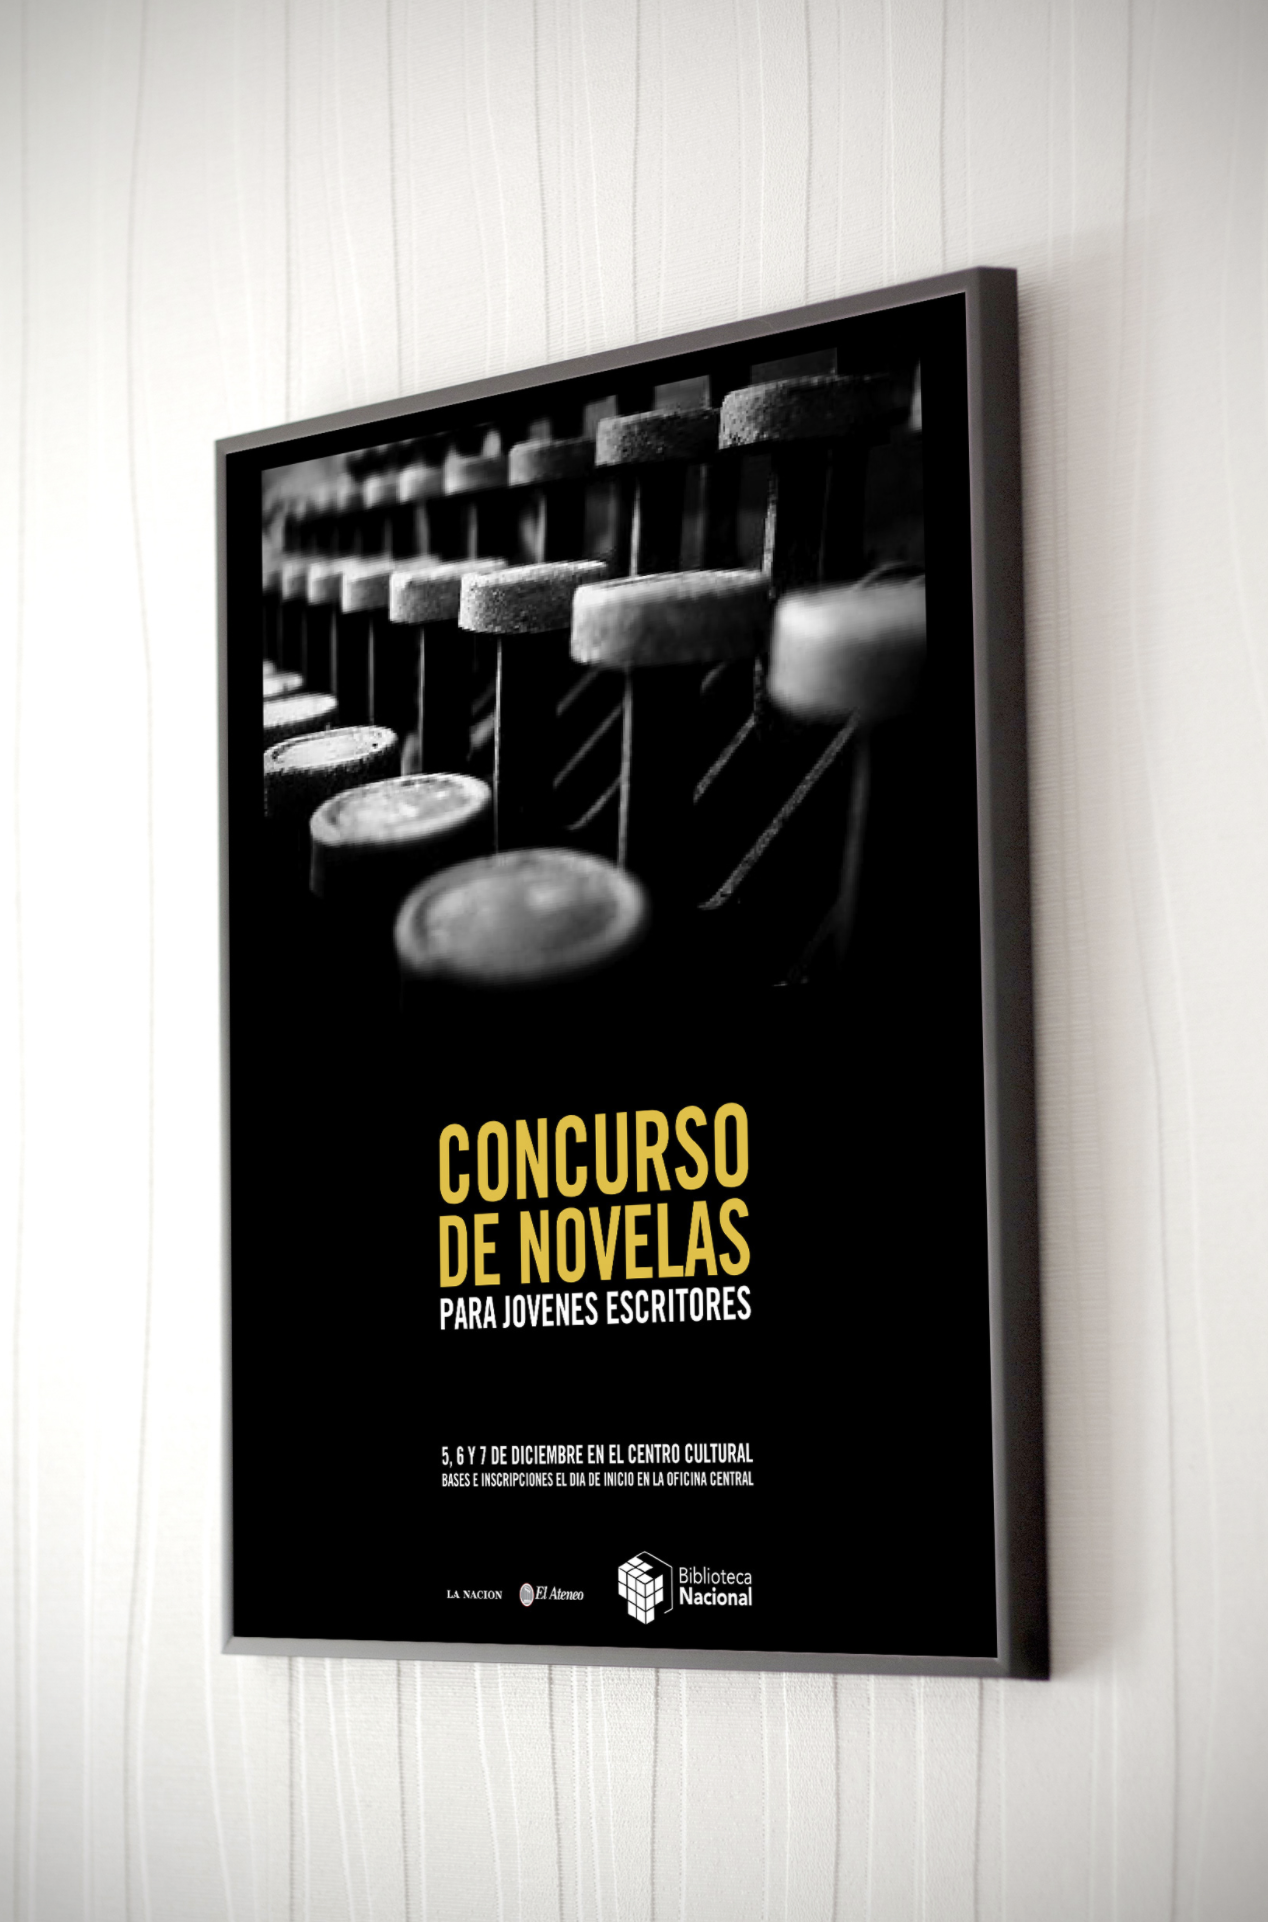 CONCURSO
DE NOVELAS
PARA JOVENES ESCRITORES
5, 6 Y 7 DE DICIEMBRE EN EL CENTRO CULTURAL
BASES E INSCRIPCIONES EL DIA DE INICIO EN LA OFICINA CENTRAL
LA NACION El Ateneo Biblioteca
Nacional